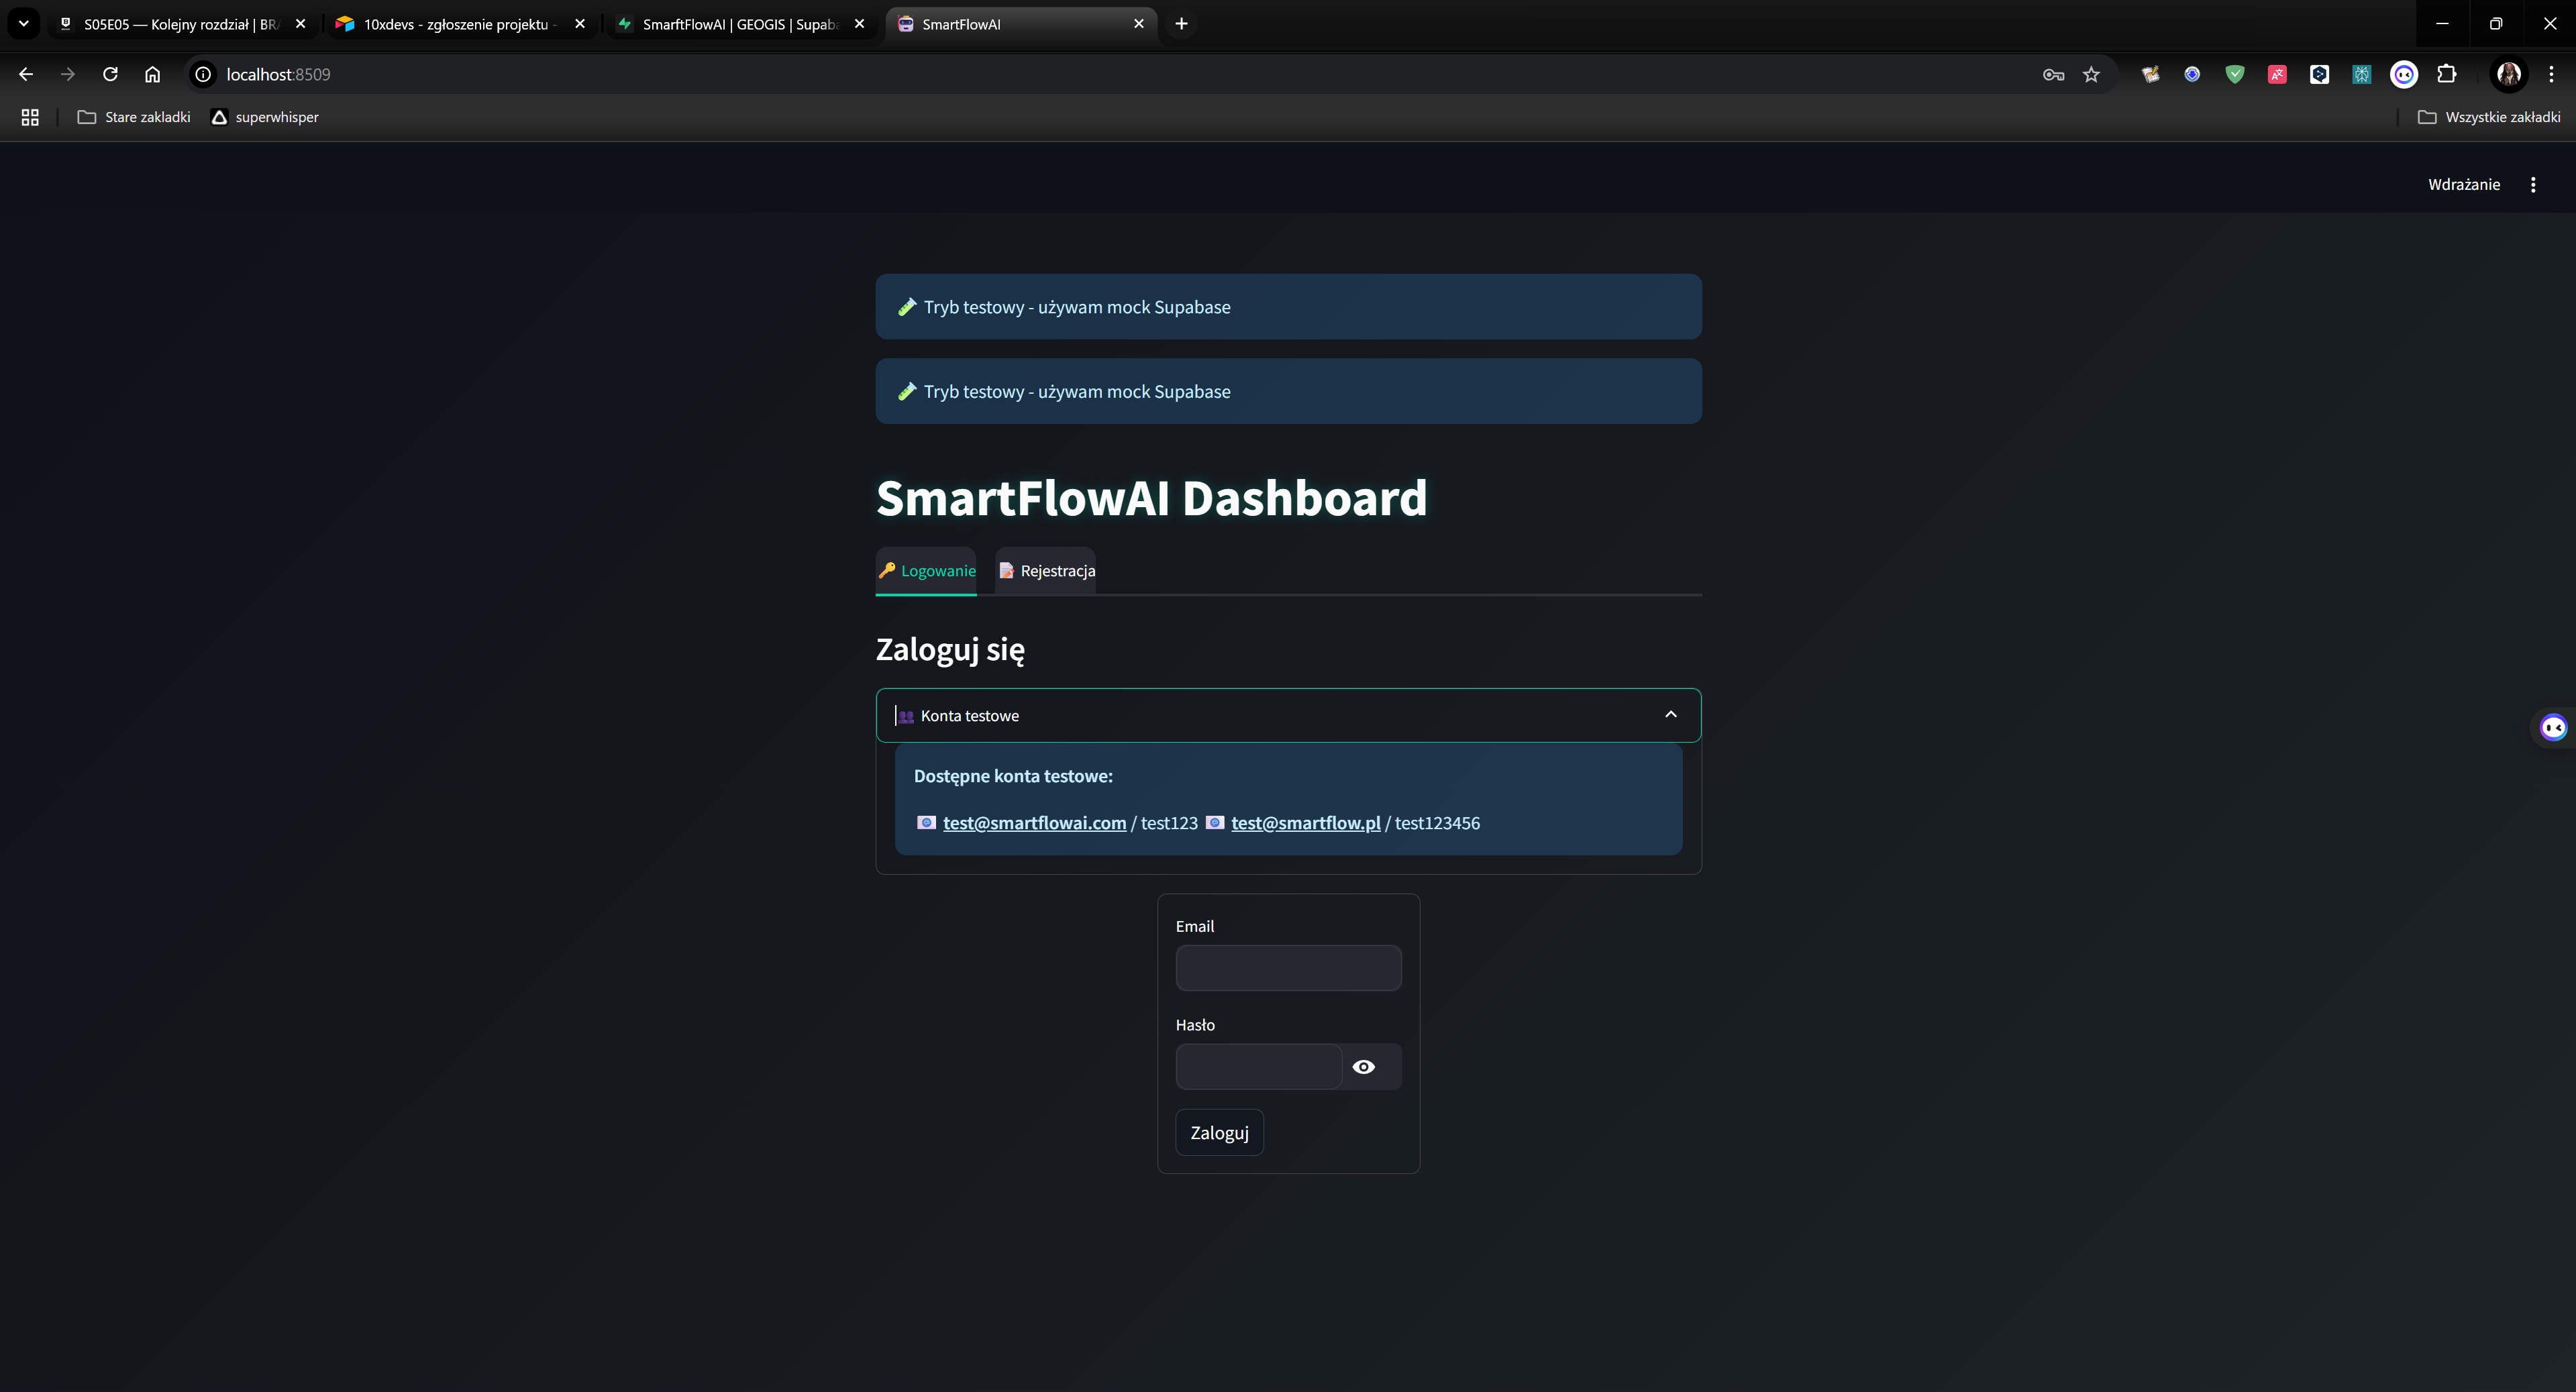 S05E05 — Kolejny rozdział | BR
10xdevs - zgłoszenie projektu -
SmarftFlowAI | GEOGIS | Supab
SmartFlowAI
localhost:8509
Stare zakladki
superwhisper
Wszystkie zakładki
Wdrażanie
Tryb testowy - używam mock Supabase
Tryb testowy - używam mock Supabase
SmartFlowAI Dashboard
Logowanie
Rejestracja
Zaloguj się
Konta testowe
Dostępne konta testowe:
test@smartflowai.com / test123 test@smartflow.pl / test123456
Email
Hasło
Zaloguj